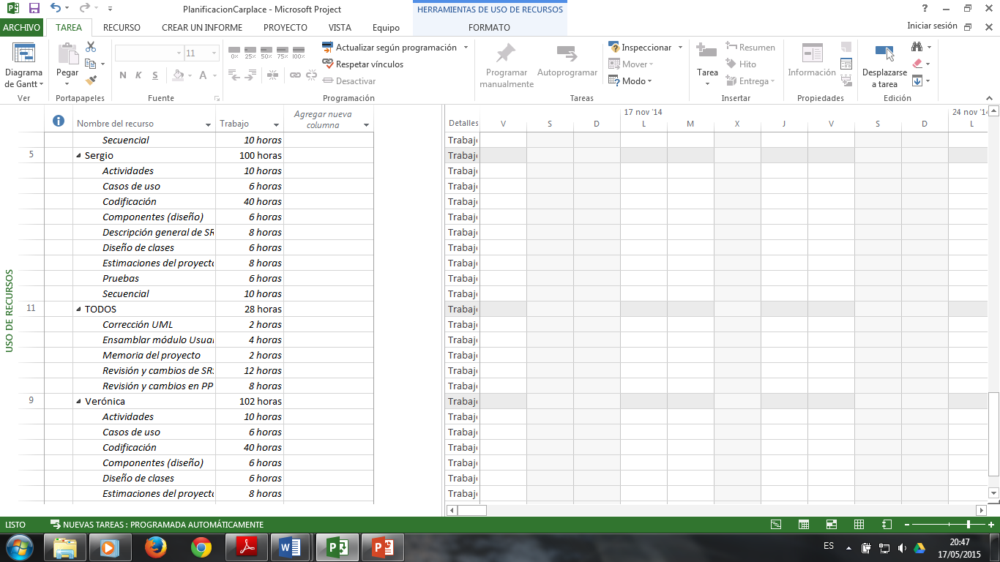 PlanificacionCarplace - Microsoft Project
HERRAMIENTAS DE USO DE RECURSOS
ARCHIVO TAREA RECURSO CREAR UN INFORME PROYECTO VISTA Equipo FORMATO Iniciar sesión
Diagrama de Gantt
Ver
Pegar
Portapapeles
11
N K S
Fuente
0% 25% 50% 75% 100%
Actualizar según programación
Respetar vínculos
Desactivar
Programación
Programar manualmente
Autoprogramar
Inspeccionar
Mover
Modo
Tareas
Tarea
Resumen
Hito
Entrega
Insertar
Información
Propiedades
Desplazarse a tarea
Edición
Nombre del recurso Trabajo Agregar nueva columna Detalles
17 nov '14 24 nov '14
V S D L M X J V S D L
Secuencial 10 horas Trabajo
5 Sergio 100 horas Trabajo
Actividades 10 horas Trabajo
Casos de uso 6 horas Trabajo
Codificación 40 horas Trabajo
Componentes (diseño) 6 horas Trabajo
Descripción general de SR 8 horas Trabajo
Diseño de clases 6 horas Trabajo
Estimaciones del proyecto 8 horas Trabajo
Pruebas 6 horas Trabajo
Secuencial 10 horas Trabajo
11 TODOS 28 horas Trabajo
Corrección UML 2 horas Trabajo
Ensamblar módulo Usua 4 horas Trabajo
Memoria del proyecto 2 horas Trabajo
Revisión y cambios de SR 12 horas Trabajo
Revisión y cambios en PP 8 horas Trabajo
9 Verónica 102 horas Trabajo
Actividades 10 horas Trabajo
Casos de uso 6 horas Trabajo
Codificación 40 horas Trabajo
Componentes (diseño) 6 horas Trabajo
Diseño de clases 6 horas Trabajo
Estimaciones del proyecto 8 horas Trabajo
USO DE RECURSOS
LISTO NUEVAS TAREAS : PROGRAMADA AUTOMÁTICAMENTE
ES
20:47
17/05/2015